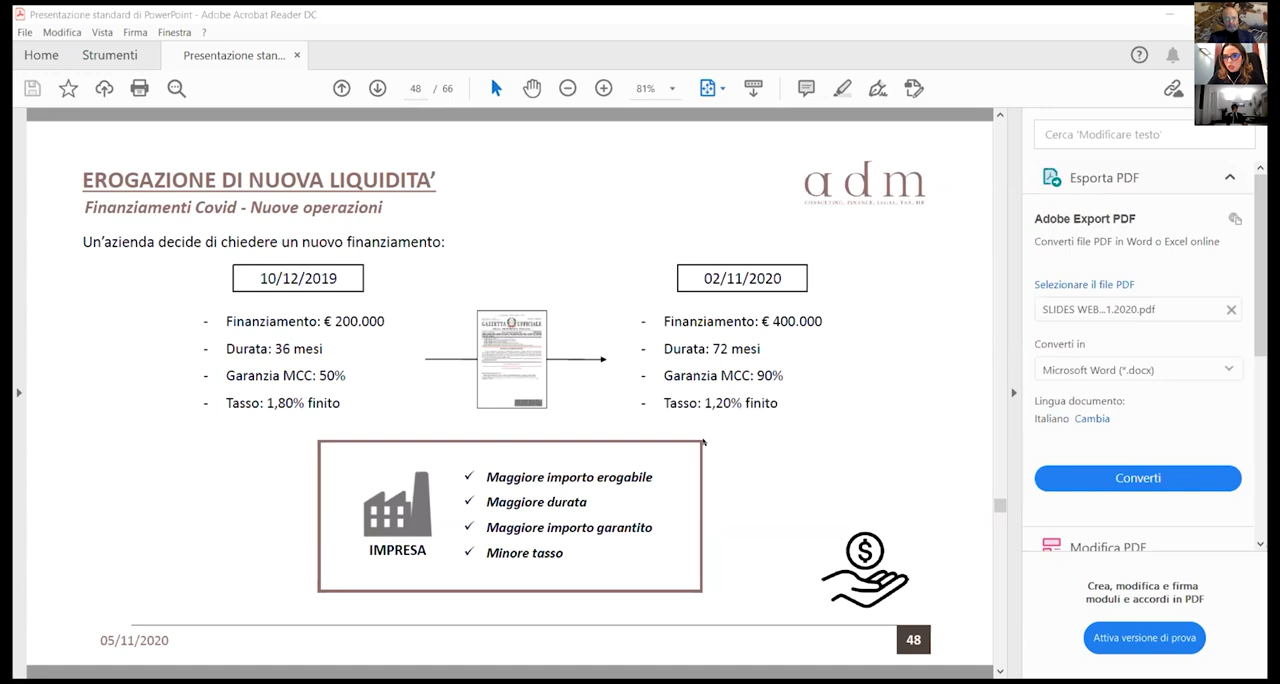 Presentazione standard di PowerPoint - Adobe Acrobat Reader DC
File Modifica Vista Firma Finestra ?
Home Strumenti Presentazione stan... ×
48 / 66 81%
EROGAZIONE DI NUOVA LIQUIDITA’
Finanziamenti Covid - Nuove operazioni
adm
CONSULTING, FINANCE, LEGAL, TAX, HR
Un’azienda decide di chiedere un nuovo finanziamento:
10/12/2019
- Finanziamento: € 200.000
- Durata: 36 mesi
- Garanzia MCC: 50%
- Tasso: 1,80% finito
GAZZETTA UFFICIALE
02/11/2020
- Finanziamento: € 400.000
- Durata: 72 mesi
- Garanzia MCC: 90%
- Tasso: 1,20% finito
IMPRESA
✓ Maggiore importo erogabile
✓ Maggiore durata
✓ Maggiore importo garantito
✓ Minore tasso
$
05/11/2020
48
Cerca 'Modificare testo'
Esporta PDF
Adobe Export PDF
Converti file PDF in Word o Excel online
Selezionare il file PDF
SLIDES WEB...1.2020.pdf
Converti in
Microsoft Word (*.docx)
Lingua documento:
Italiano Cambia
Converti
Modifica PDF
Crea, modifica e firma
moduli e accordi in PDF
Attiva versione di prova